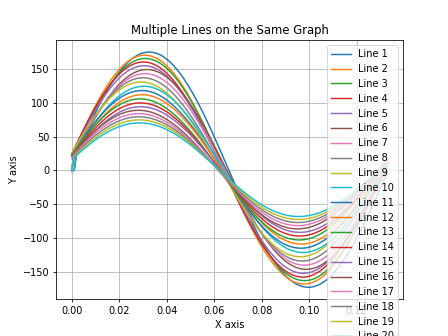 Multiple Lines on the Same Graph
Y axis
150
100
50
0
−50
−100
−150
0.00
0.02
0.04
0.06
0.08
0.10
X axis
Line 1
Line 2
Line 3
Line 4
Line 5
Line 6
Line 7
Line 8
Line 9
Line 10
Line 11
Line 12
Line 13
Line 14
Line 15
Line 16
Line 17
Line 18
Line 19
Line 20